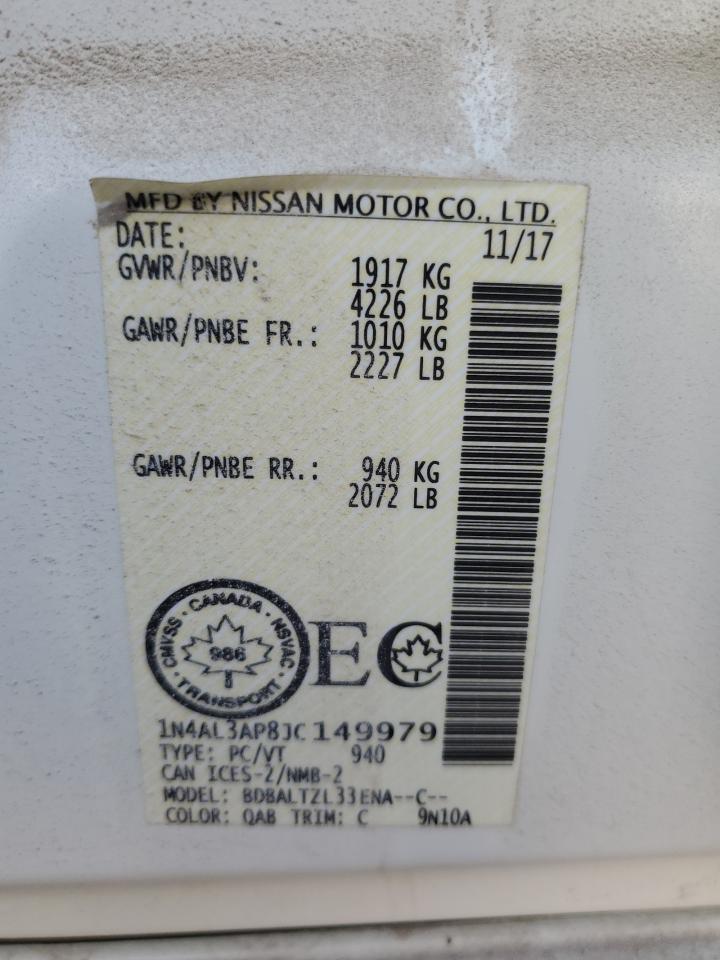 MFD BY NISSAN MOTOR CO., LTD.
DATE: 11/17
GVWR/PNBV: 1917 KG
4226 LB
GAWR/PNBE FR.: 1010 KG
2227 LB
GAWR/PNBE RR.: 940 KG
2072 LB
CANADA · NSVAC · TRANSPORT · CMVSS ·
986
EC
1N4AL3AP8JC149979
TYPE: PC/VT 940
CAN ICES-2/NMB-2
MODEL: BDBALTZL33ENA--C--
COLOR: QAB TRIM: C 9N10A